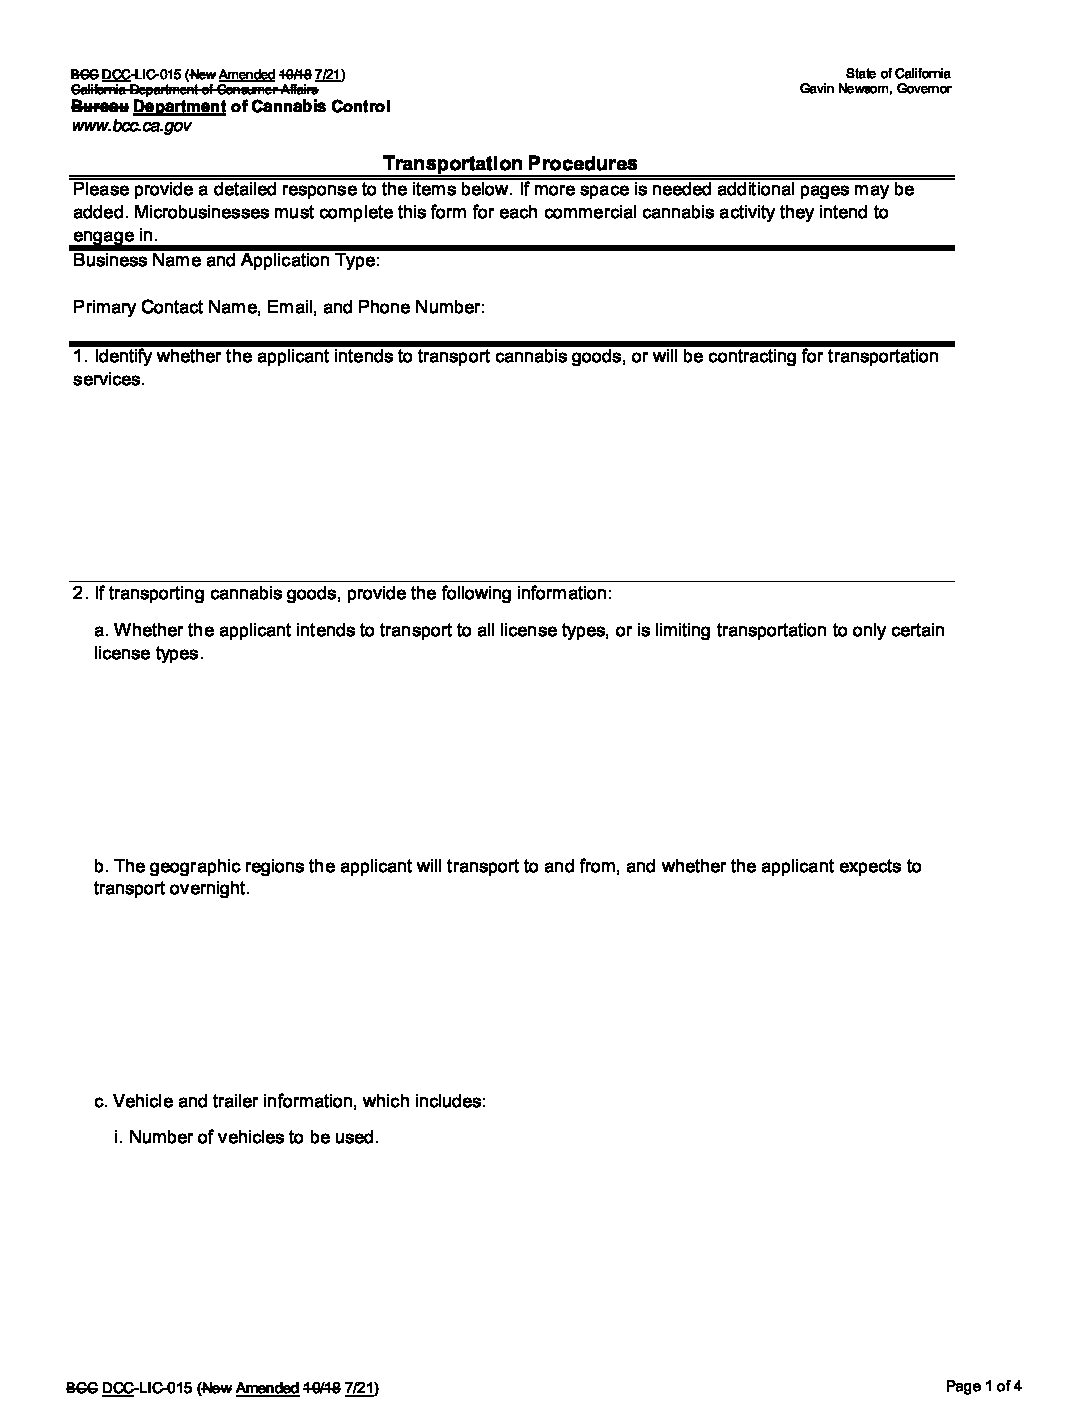 BCC DCC-LIC-015 (New Amended 10/18 7/21)
State of California
California Department of Consumer Affairs
Gavin Newsom, Governor
Bureau Department of Cannabis Control
www.bcc.ca.gov
Transportation Procedures
Please provide a detailed response to the items below. If more space is needed additional pages may be
added. Microbusinesses must complete this form for each commercial cannabis activity they intend to
engage in.
Business Name and Application Type:
Primary Contact Name, Email, and Phone Number:
1. Identify whether the applicant intends to transport cannabis goods, or will be contracting for transportation
services.
2. If transporting cannabis goods, provide the following information:
a. Whether the applicant intends to transport to all license types, or is limiting transportation to only certain
license types.
b. The geographic regions the applicant will transport to and from, and whether the applicant expects to
transport overnight.
c. Vehicle and trailer information, which includes:
i. Number of vehicles to be used.
BCC DCC-LIC-015 (New Amended 10/18 7/21)
Page 1 of 4